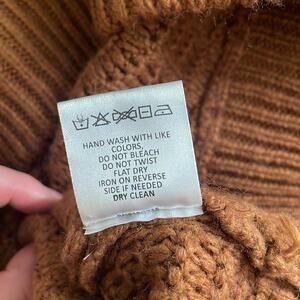 HAND WASH WITH LIKE
COLORS,
DO NOT BLEACH
DO NOT TWIST
FLAT DRY
IRON ON REVERSE
SIDE IF NEEDED
DRY CLEAN